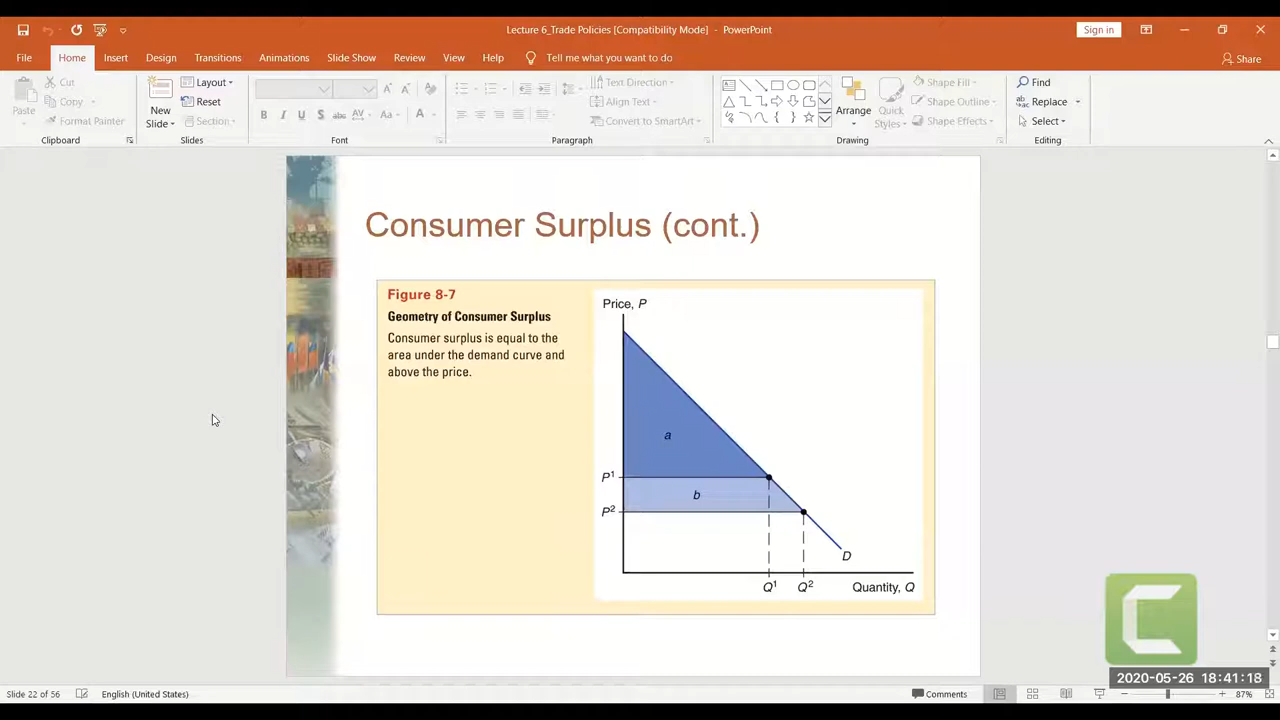 Lecture 6_Trade Policies [Compatibility Mode] - PowerPoint
Sign in
File Home Insert Design Transitions Animations Slide Show Review View Help Tell me what you want to do Share
Paste
Cut
Copy
Format Painter
Clipboard
New Slide
Layout
Reset
Section
Slides
B I U S abc AV Aa A
Font
Text Direction
Align Text
Convert to SmartArt
Paragraph
Arrange
Quick Styles
Shape Fill
Shape Outline
Shape Effects
Drawing
Find
Replace
Select
Editing
Consumer Surplus (cont.)
Figure 8-7
Geometry of Consumer Surplus
Consumer surplus is equal to the
area under the demand curve and
above the price.
Price, P
a
P¹
b
P²
D
Q¹ Q² Quantity, Q
2020-05-26 18:41:18
Slide 22 of 56 English (United States) Comments 87%